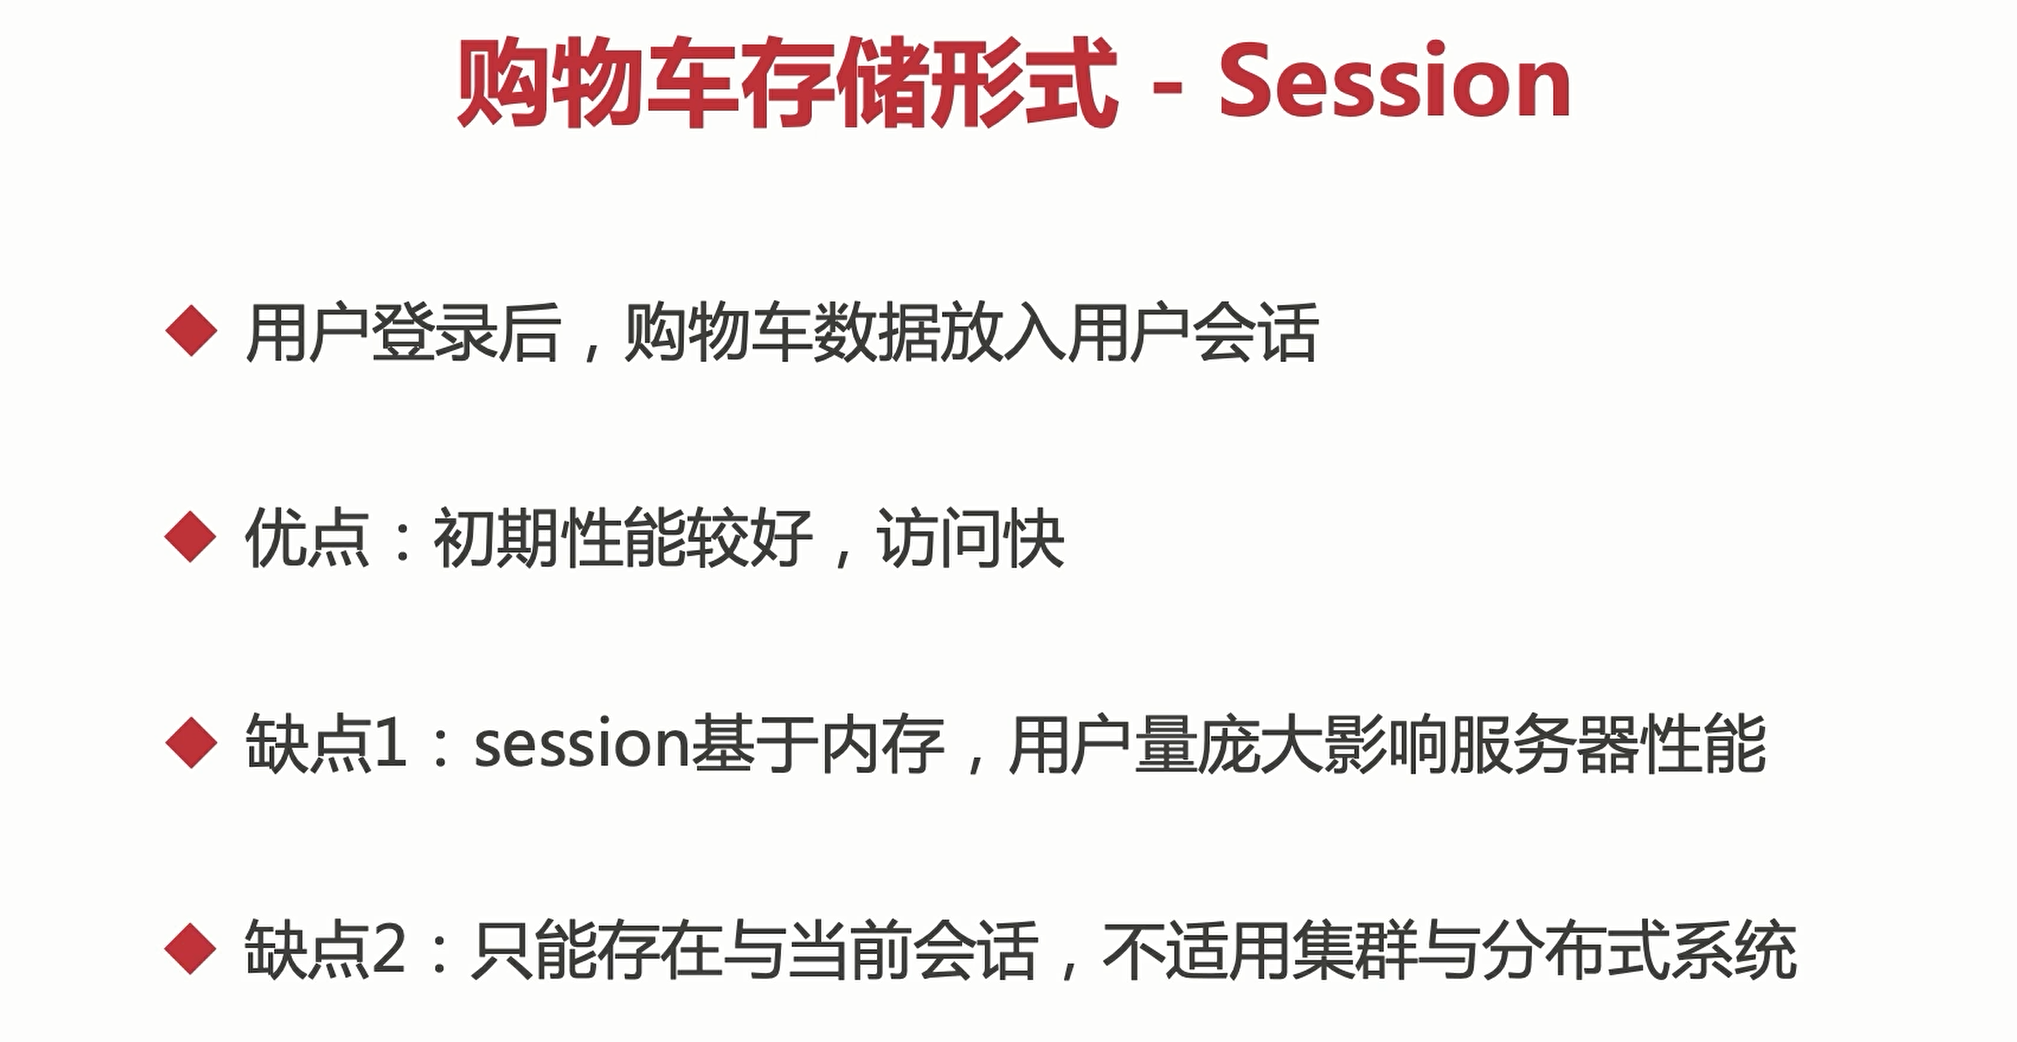 购物车存储形式 - Session
用户登录后，购物车数据放入用户会话
优点：初期性能较好，访问快
缺点1：session基于内存，用户量庞大影响服务器性能
缺点2：只能存在与当前会话，不适用集群与分布式系统